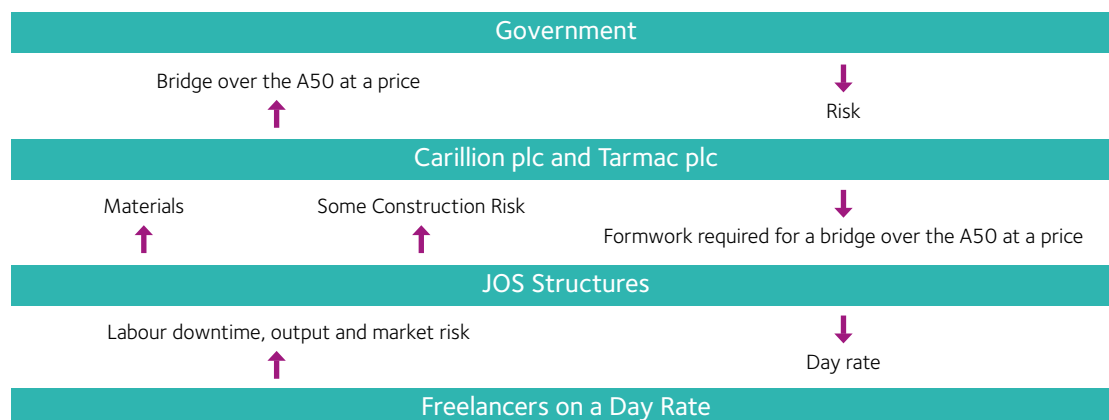 Government
Bridge over the A50 at a price
Risk
Carillion plc and Tarmac plc
Materials
Some Construction Risk
Formwork required for a bridge over the A50 at a price
JOS Structures
Labour downtime, output and market risk
Day rate
Freelancers on a Day Rate